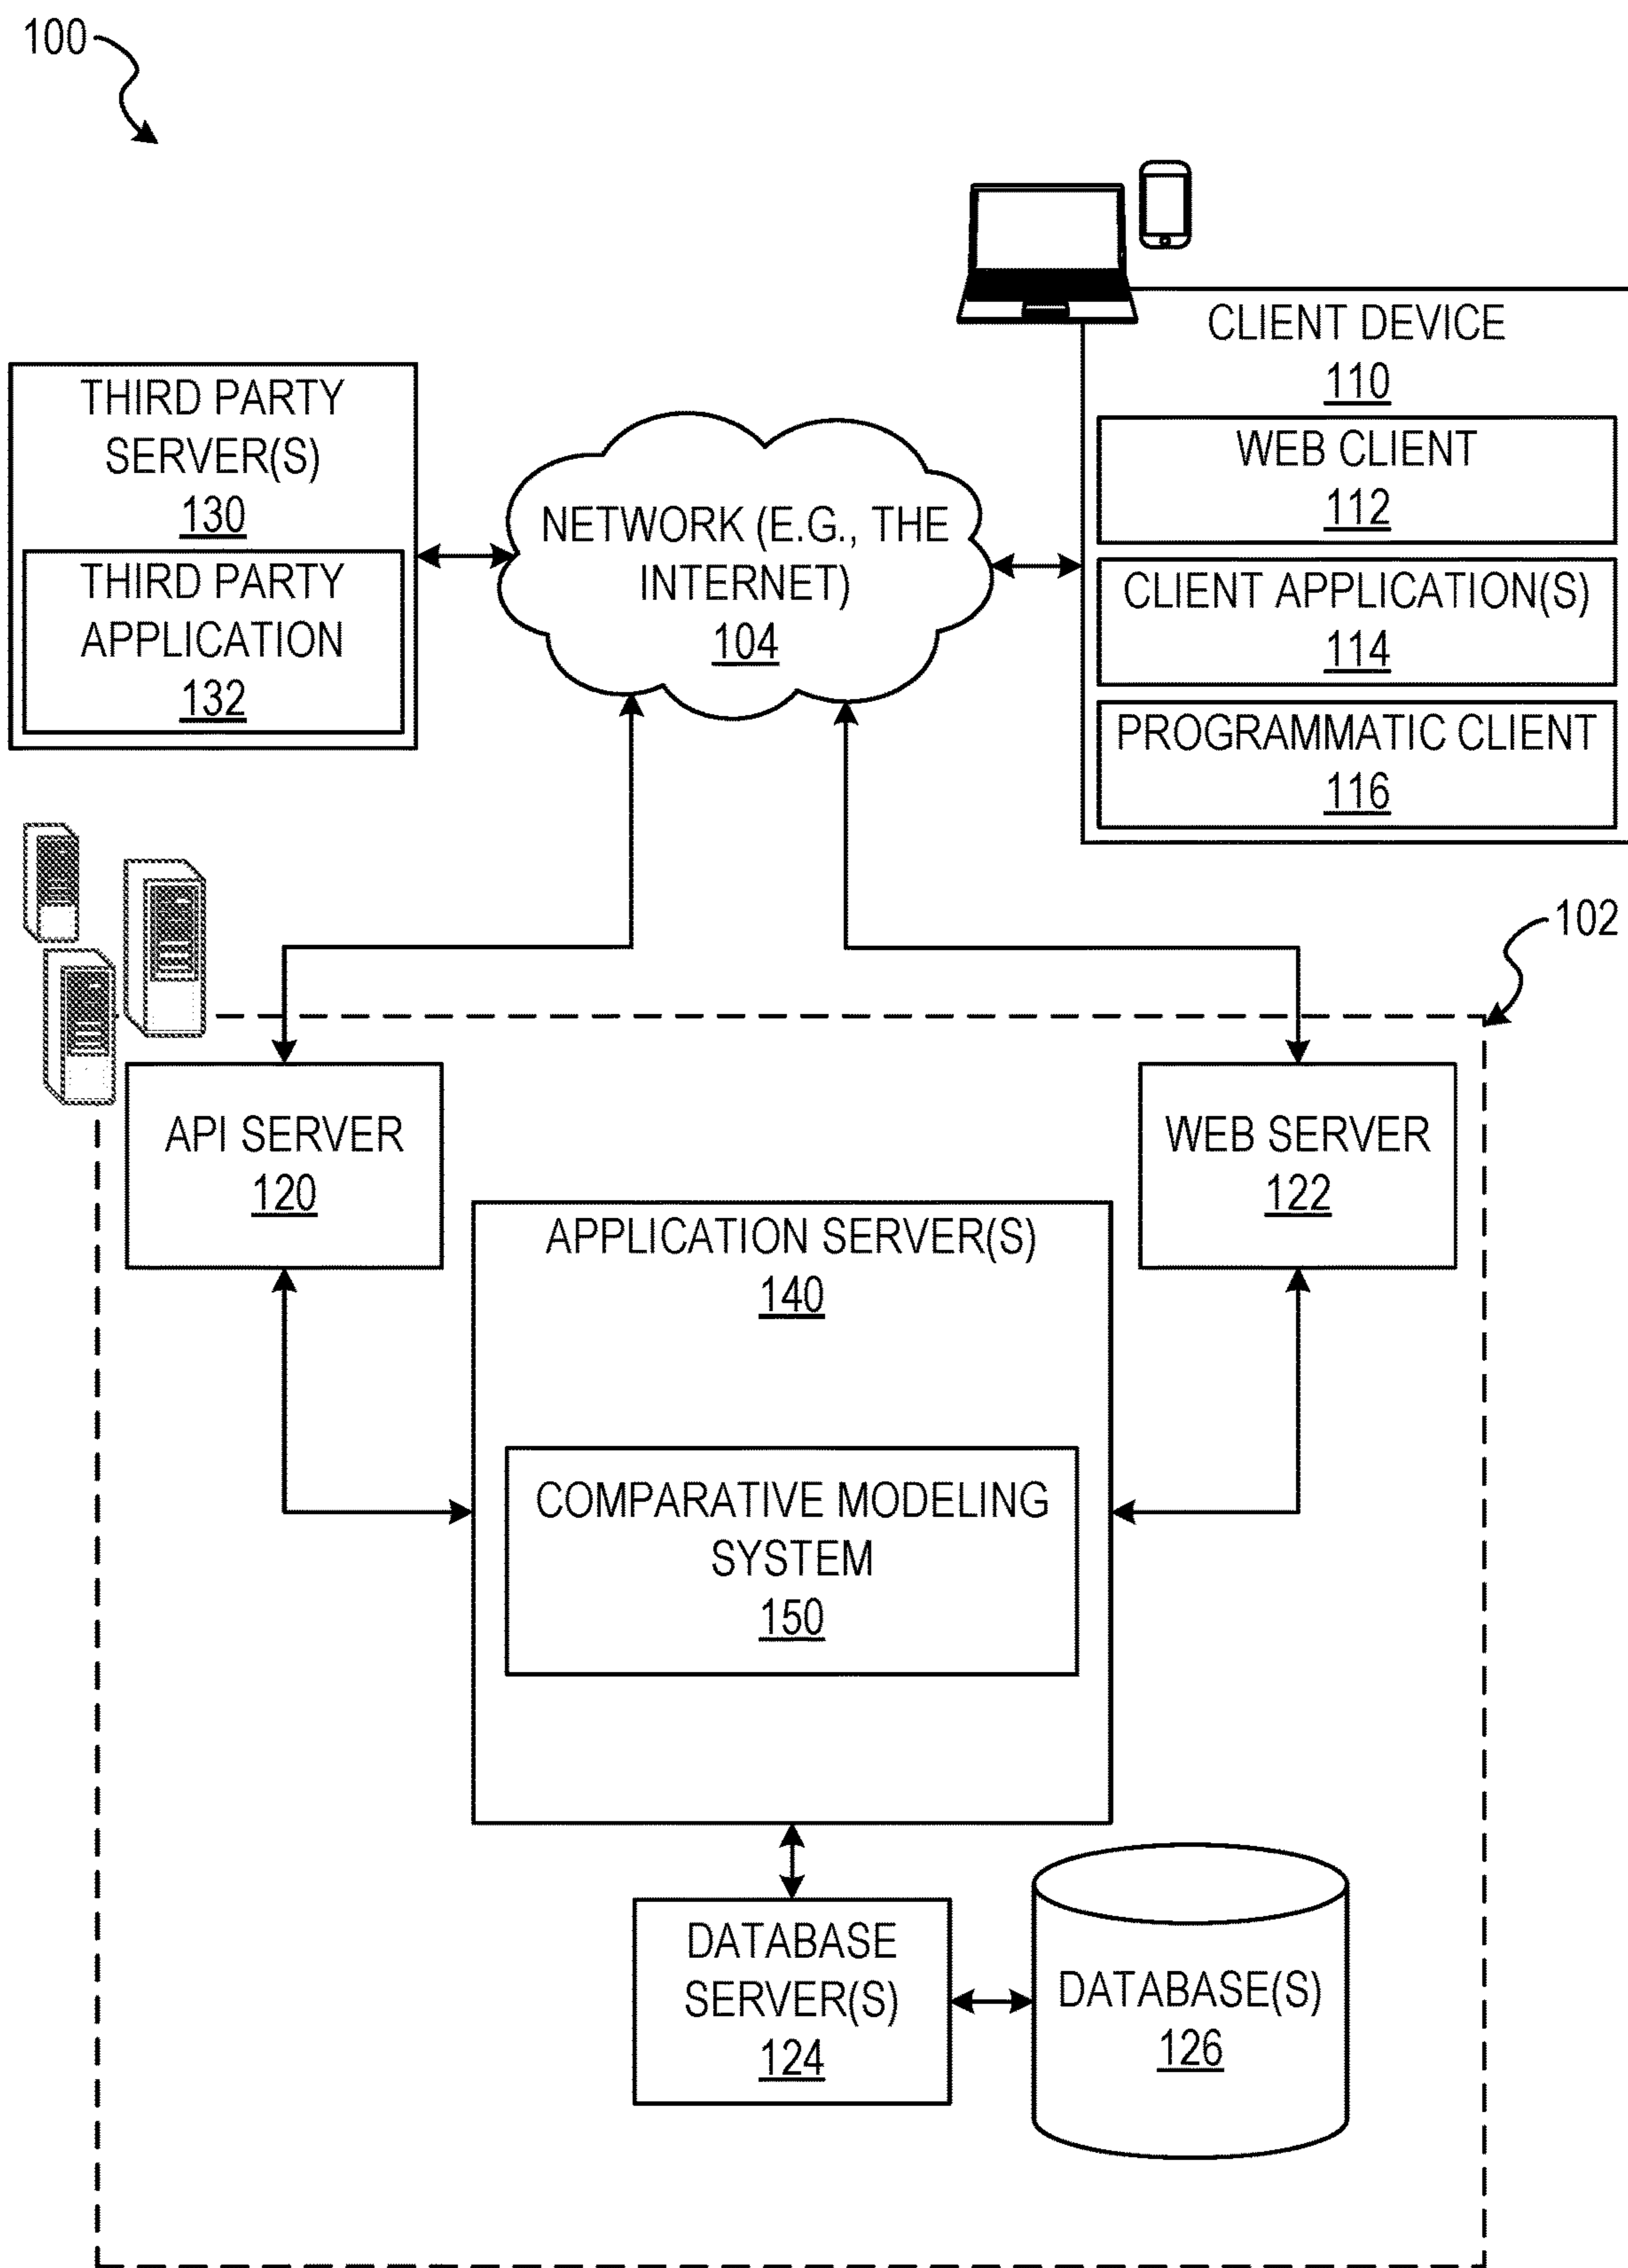 100
CLIENT DEVICE
110
WEB CLIENT
112
CLIENT APPLICATION(S)
114
PROGRAMMATIC CLIENT
116
THIRD PARTY
SERVER(S)
130
THIRD PARTY
APPLICATION
132
NETWORK (E.G., THE
INTERNET)
104
102
API SERVER
120
WEB SERVER
122
APPLICATION SERVER(S)
140
COMPARATIVE MODELING
SYSTEM
150
DATABASE
SERVER(S)
124
DATABASE(S)
126